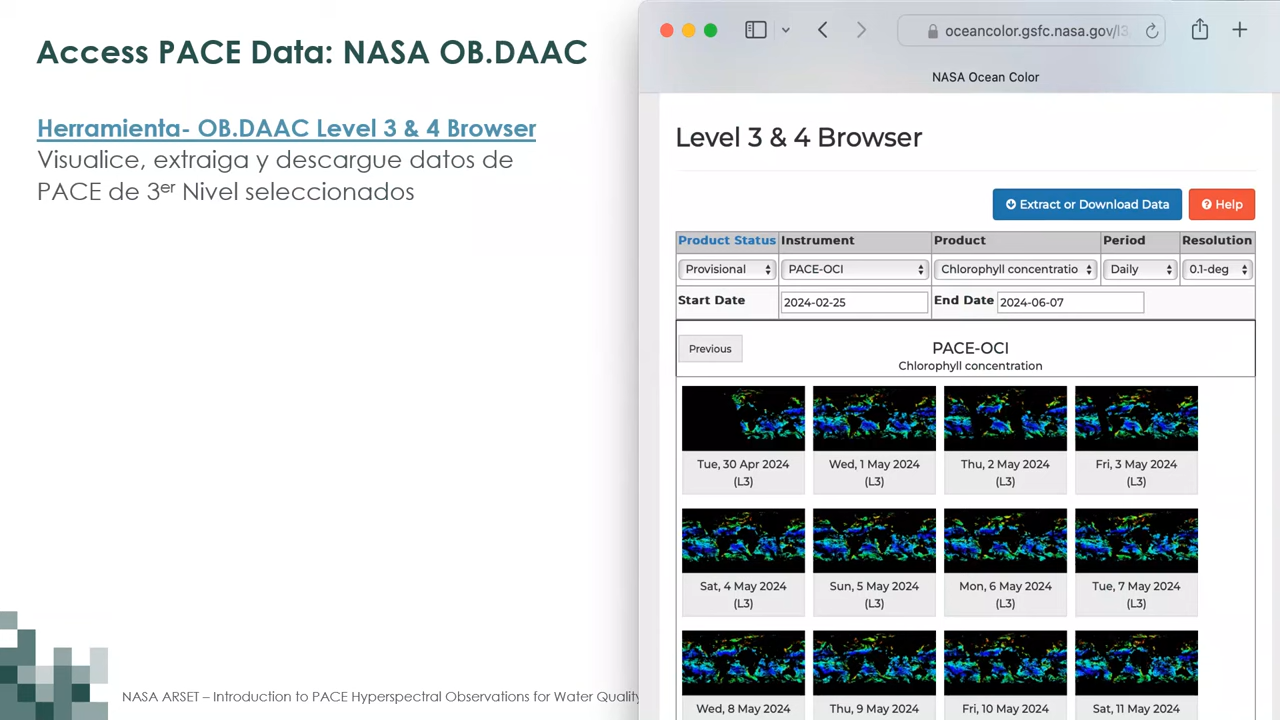 Access PACE Data: NASA OB.DAAC
Herramienta- OB.DAAC Level 3 & 4 Browser
Visualice, extraiga y descargue datos de
PACE de 3er Nivel seleccionados
NASA ARSET – Introduction to PACE Hyperspectral Observations for Water Quality
oceancolor.gsfc.nasa.gov/l3
NASA Ocean Color
Level 3 & 4 Browser
Extract or Download Data Help
Product Status Instrument Product Period Resolution
Provisional PACE-OCI Chlorophyll concentratio Daily 0.1-deg
Start Date 2024-02-25 End Date 2024-06-07
Previous
PACE-OCI
Chlorophyll concentration
Tue, 30 Apr 2024 Wed, 1 May 2024 Thu, 2 May 2024 Fri, 3 May 2024
(L3) (L3) (L3) (L3)
Sat, 4 May 2024 Sun, 5 May 2024 Mon, 6 May 2024 Tue, 7 May 2024
(L3) (L3) (L3) (L3)
Wed, 8 May 2024 Thu, 9 May 2024 Fri, 10 May 2024 Sat, 11 May 2024